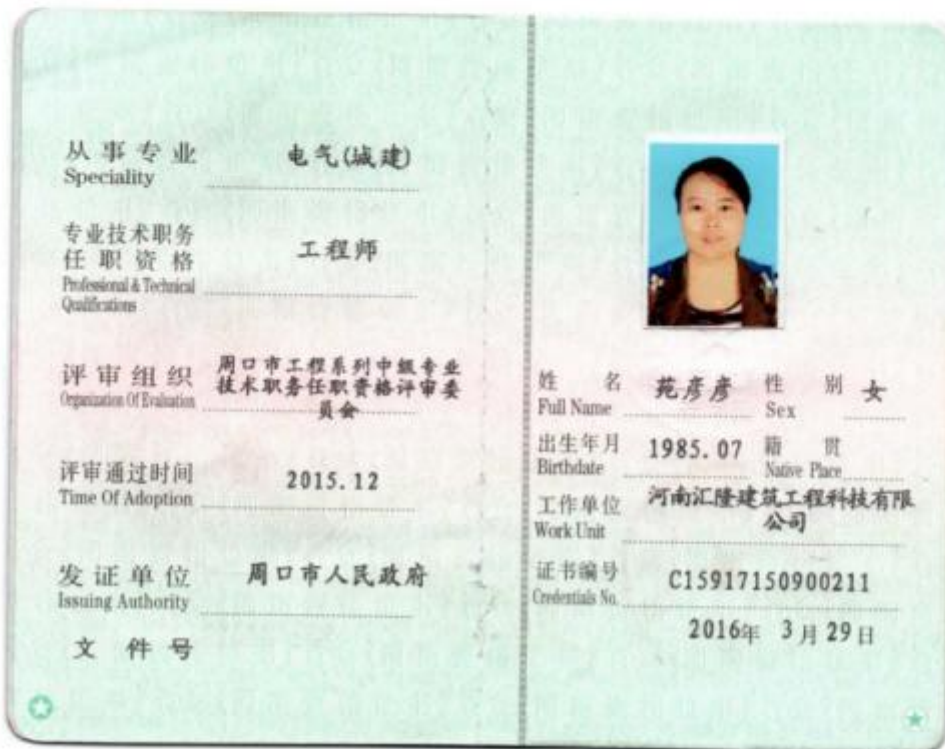 从事专业 电气(城建)
Speciality
专业技术职务
任职资格 工程师
Professional & Technical
Qualifications
评审组织 周口市工程系列中级专业
Organization Of Evaluation 技术职务任职资格评审委
员会
评审通过时间 2015.12
Time Of Adoption
发证单位 周口市人民政府
Issuing Authority
文件号
姓名 苑彦彦 性别 女
Full Name Sex
出生年月 1985.07 籍贯
Birthdate Native Place
工作单位 河南汇隆建筑工程科技有限
Work Unit 公司
证书编号 C15917150900211
Credentials No.
2016年 3月29日